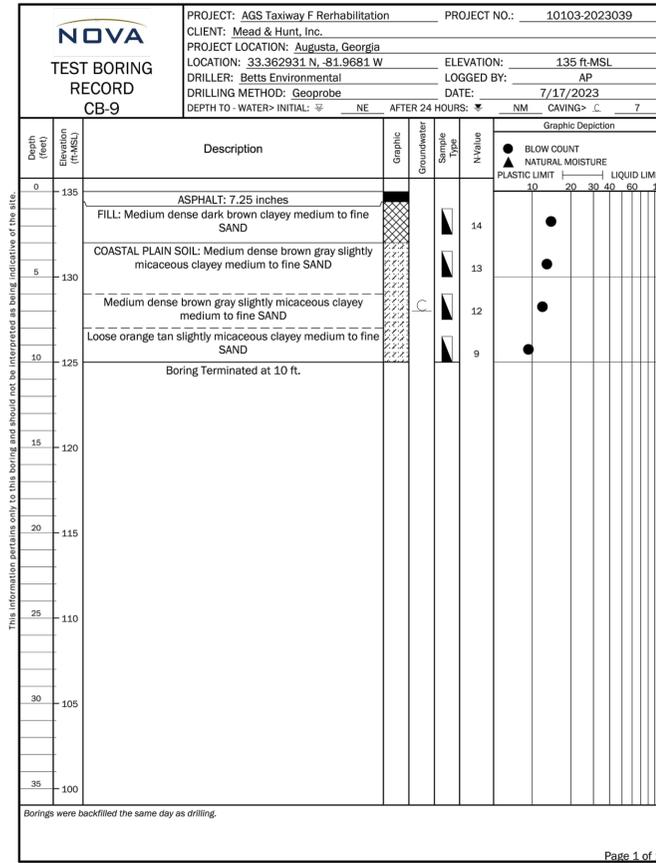 NOVA
TEST BORING
RECORD
CB-9
PROJECT: AGS Taxiway F Rerhabilitation PROJECT NO.: 10103-2023039
CLIENT: Mead & Hunt, Inc.
PROJECT LOCATION: Augusta, Georgia
LOCATION: 33.362931 N, -81.9681 W ELEVATION: 135 ft-MSL
DRILLER: Betts Environmental LOGGED BY: AP
DRILLING METHOD: Geoprobe DATE: 7/17/2023
DEPTH TO - WATER> INITIAL: NE AFTER 24 HOURS: NM CAVING> C 7
Depth (feet)
Elevation (ft-MSL)
Description
Graphic
Groundwater
Sample Type
N-Value
Graphic Depiction
BLOW COUNT
NATURAL MOISTURE
PLASTIC LIMIT LIQUID LIM
10 20 30 40 60
0 135
ASPHALT: 7.25 inches
FILL: Medium dense dark brown clayey medium to fine
SAND
14
COASTAL PLAIN SOIL: Medium dense brown gray slightly
micaceous clayey medium to fine SAND
13
5 130
Medium dense brown gray slightly micaceous clayey
medium to fine SAND
C
12
Loose orange tan slightly micaceous clayey medium to fine
SAND
9
10 125
Boring Terminated at 10 ft.
15 120
20 115
25 110
30 105
35 100
This information pertains only to this boring and should not be interpreted as being indicative of the site.
Borings were backfilled the same day as drilling.
Page 1 of